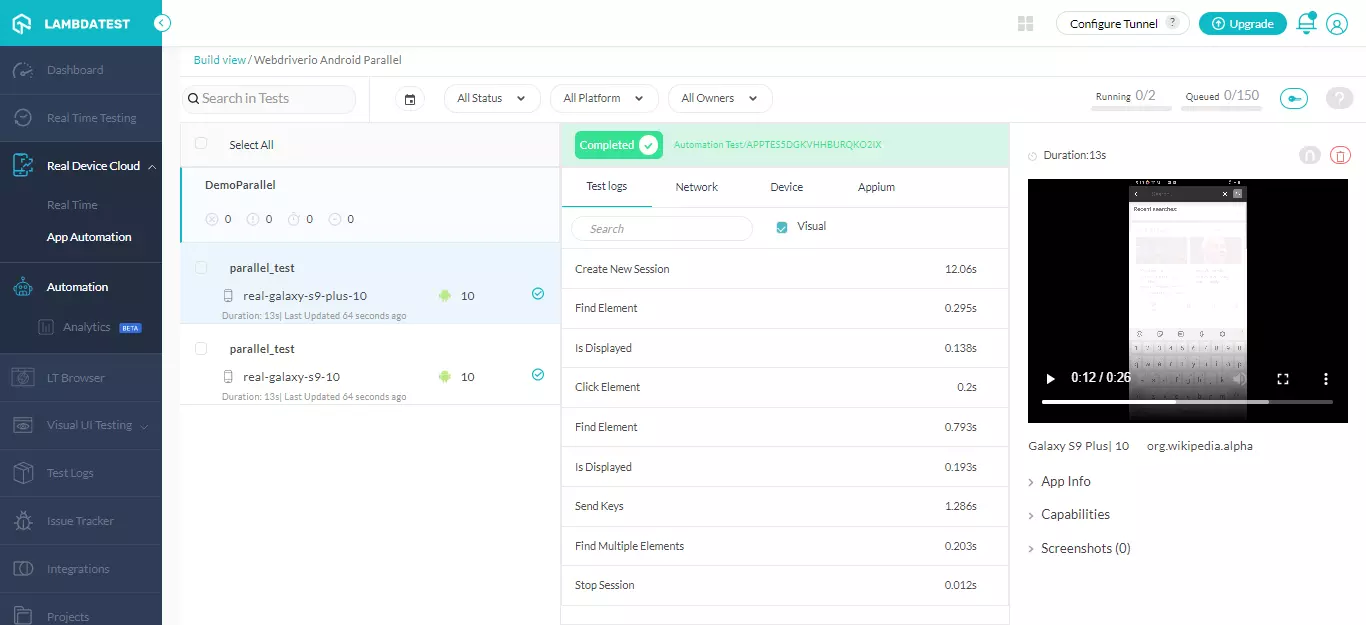 LAMBDATEST
Configure Tunnel ?
Upgrade
Dashboard
Real Time Testing
Real Device Cloud
Real Time
App Automation
Automation
Analytics BETA
LT Browser
Visual UI Testing
Test Logs
Issue Tracker
Integrations
Projects
Build view / Webdriverio Android Parallel
Search in Tests
All Status
All Platform
All Owners
Running 0/2
Queued 0/150
?
Select All
DemoParallel
0 0 0 0
parallel_test
real-galaxy-s9-plus-10 10
Duration: 13s| Last Updated 64 seconds ago
parallel_test
real-galaxy-s9-10 10
Duration: 13s| Last Updated 64 seconds ago
Completed
Test logs Network Device Appium
Search Visual
Create New Session 12.06s
Find Element 0.295s
Is Displayed 0.138s
Click Element 0.2s
Find Element 0.793s
Is Displayed 0.193s
Send Keys 1.286s
Find Multiple Elements 0.203s
Stop Session 0.012s
Duration:13s
Recent searches:
0:12 / 0:26
Galaxy S9 Plus| 10 org.wikipedia.alpha
App Info
Capabilities
Screenshots (0)